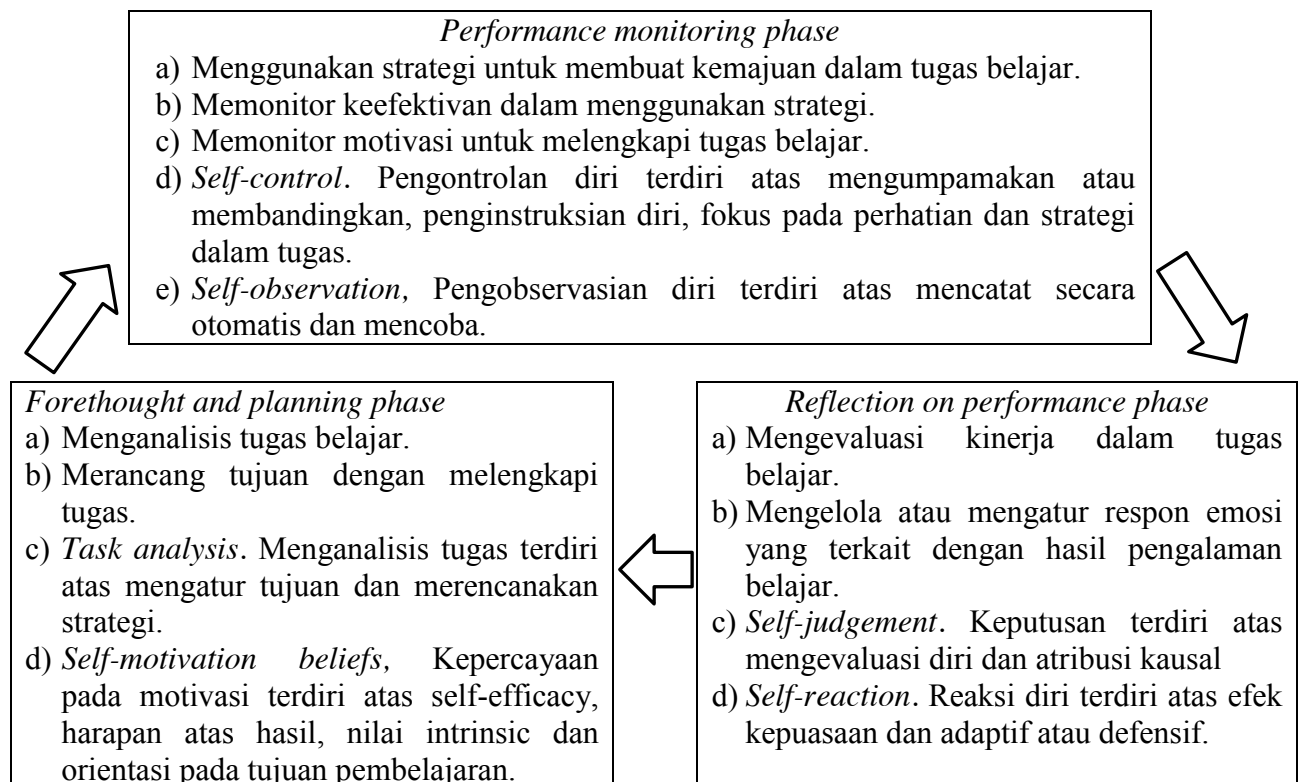 Performance monitoring phase
a) Menggunakan strategi untuk membuat kemajuan dalam tugas belajar.
b) Memonitor keefektivan dalam menggunakan strategi.
c) Memonitor motivasi untuk melengkapi tugas belajar.
d) Self-control. Pengontrolan diri terdiri atas mengumpamakan atau
membandingkan, penginstruksian diri, fokus pada perhatian dan strategi
dalam tugas.
e) Self-observation, Pengobservasian diri terdiri atas mencatat secara
otomatis dan mencoba.
Forethought and planning phase
a) Menganalisis tugas belajar.
b) Merancang tujuan dengan melengkapi
tugas.
c) Task analysis. Menganalisis tugas terdiri
atas mengatur tujuan dan merencanakan
strategi.
d) Self-motivation beliefs, Kepercayaan
pada motivasi terdiri atas self-efficacy,
harapan atas hasil, nilai intrinsic dan
orientasi pada tujuan pembelajaran.
Reflection on performance phase
a) Mengevaluasi kinerja dalam tugas
belajar.
b) Mengelola atau mengatur respon emosi
yang terkait dengan hasil pengalaman
belajar.
c) Self-judgement. Keputusan terdiri atas
mengevaluasi diri dan atribusi kausal
d) Self-reaction. Reaksi diri terdiri atas efek
kepuasaan dan adaptif atau defensif.